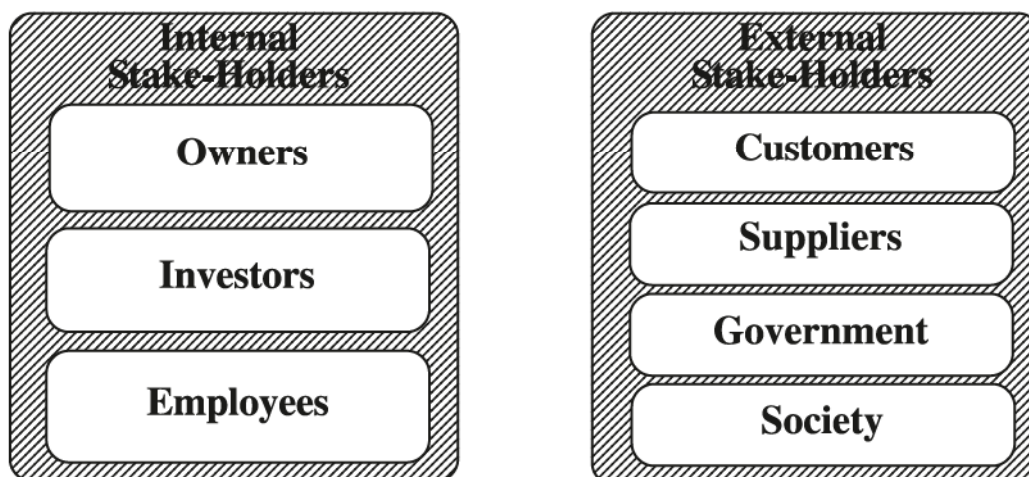 Internal
Stake-Holders
Owners
Investors
Employees
External
Stake-Holders
Customers
Suppliers
Government
Society